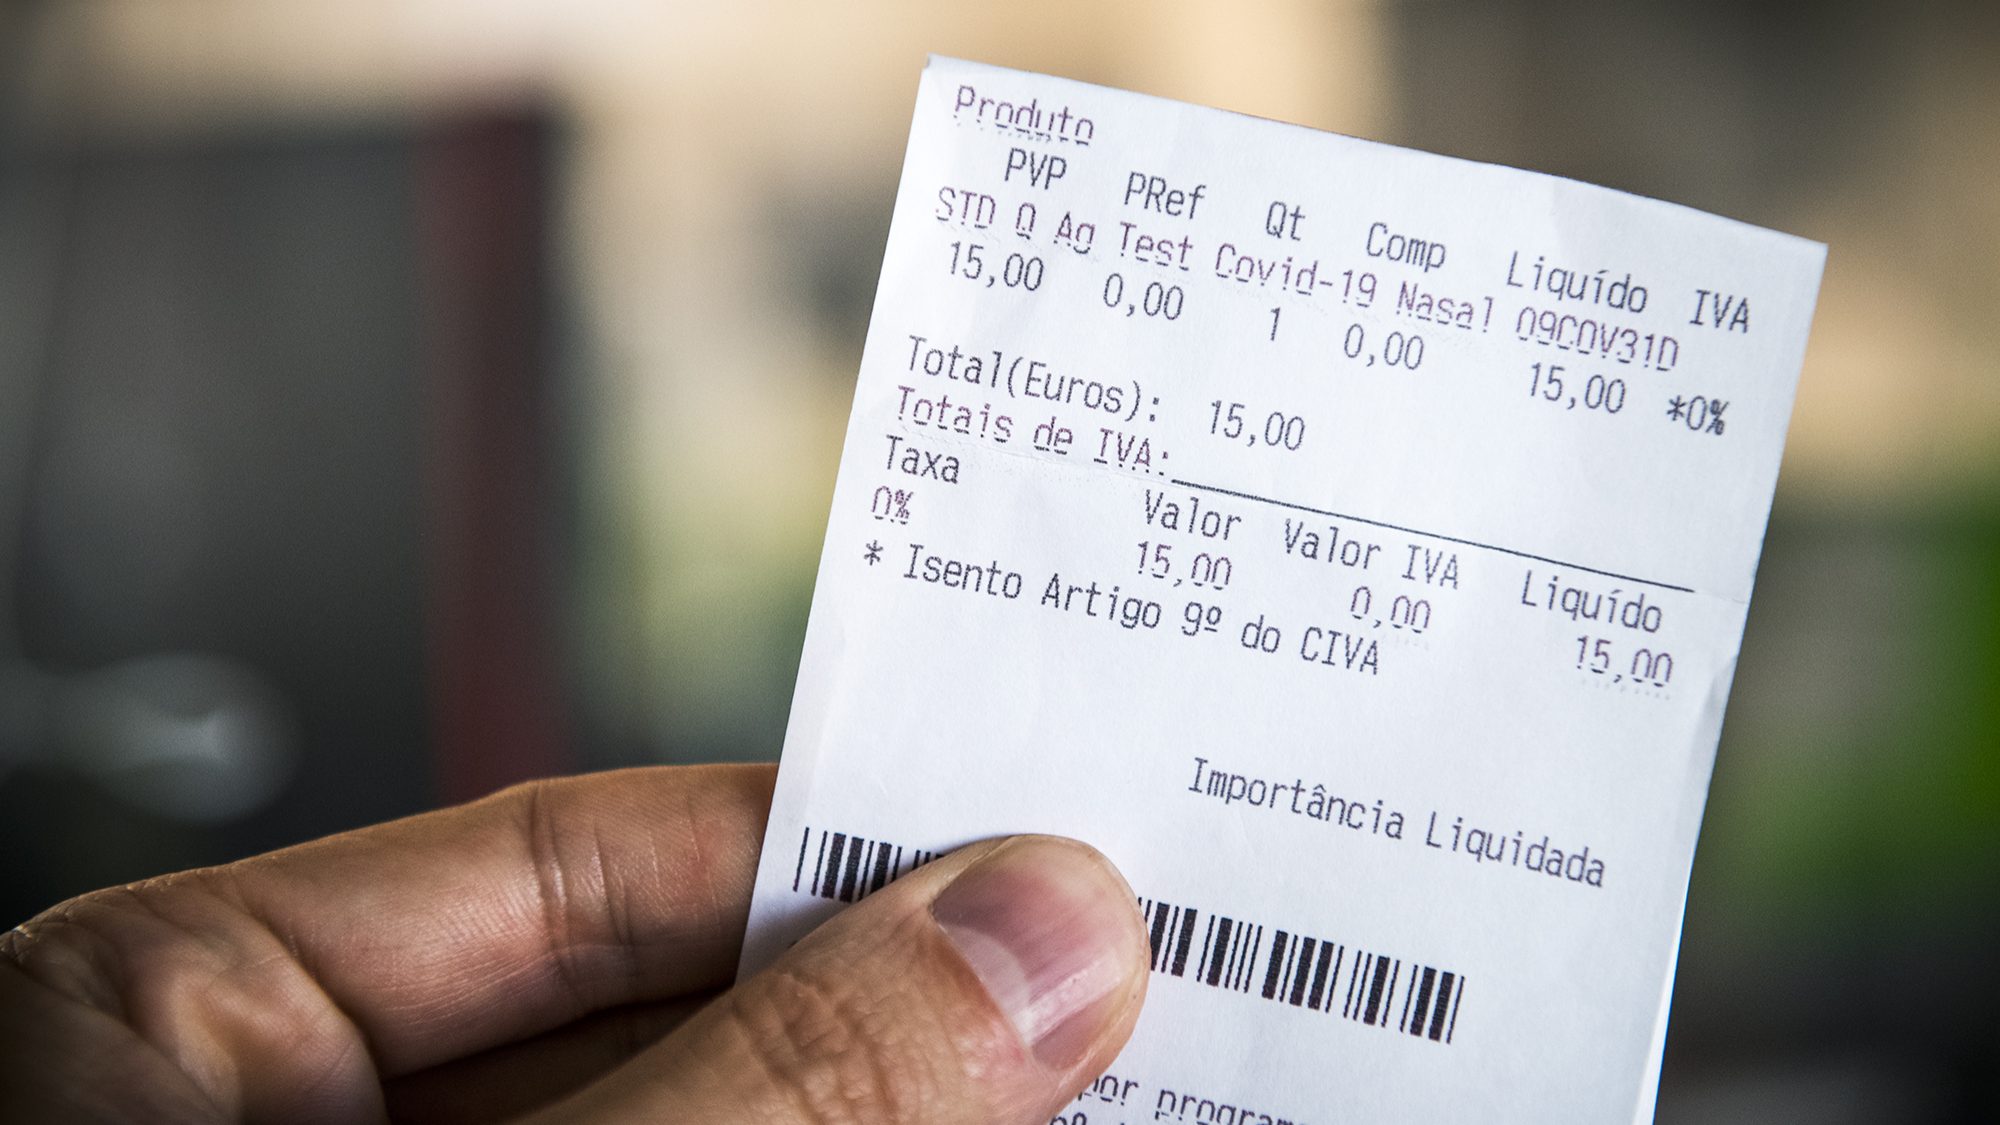 Produto
PVP PRef Qt Comp Liquído IVA
STD Q Ag Test Covid-19 Nasal 09COV31D
15,00 0,00 1 0,00 15,00 *0%
Total(Euros): 15,00
Totais de IVA:
Taxa Valor Valor IVA Liquído
0% 15,00 0,00 15,00
* Isento Artigo 9º do CIVA
Importância Liquidada
por